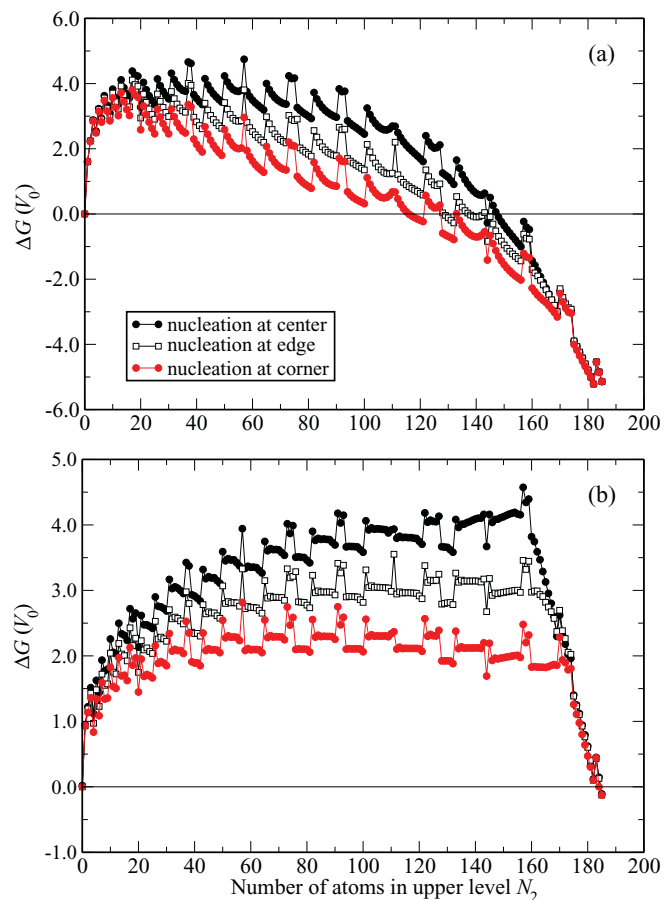 6.0
(a)
4.0
2.0
0.0
-2.0
-4.0
-6.0
ΔG (V₀)
nucleation at center
nucleation at edge
nucleation at corner
0 20 40 60 80 100 120 140 160 180 200
5.0
(b)
4.0
3.0
2.0
1.0
0.0
-1.0
ΔG (V₀)
0 20 40 60 80 100 120 140 160 180 200
Number of atoms in upper level N₂